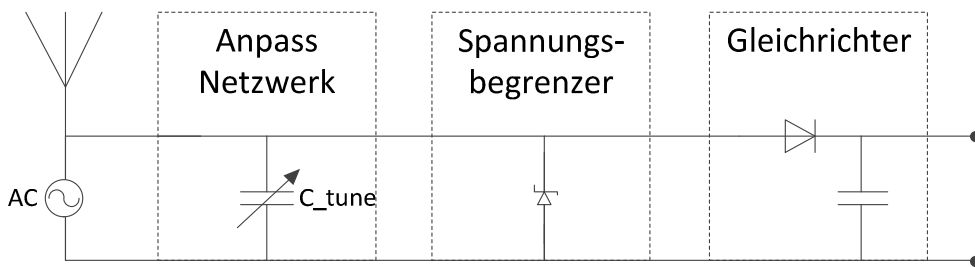 Anpass
Netzwerk
Spannungs-
begrenzer
Gleichrichter
AC
C_tune